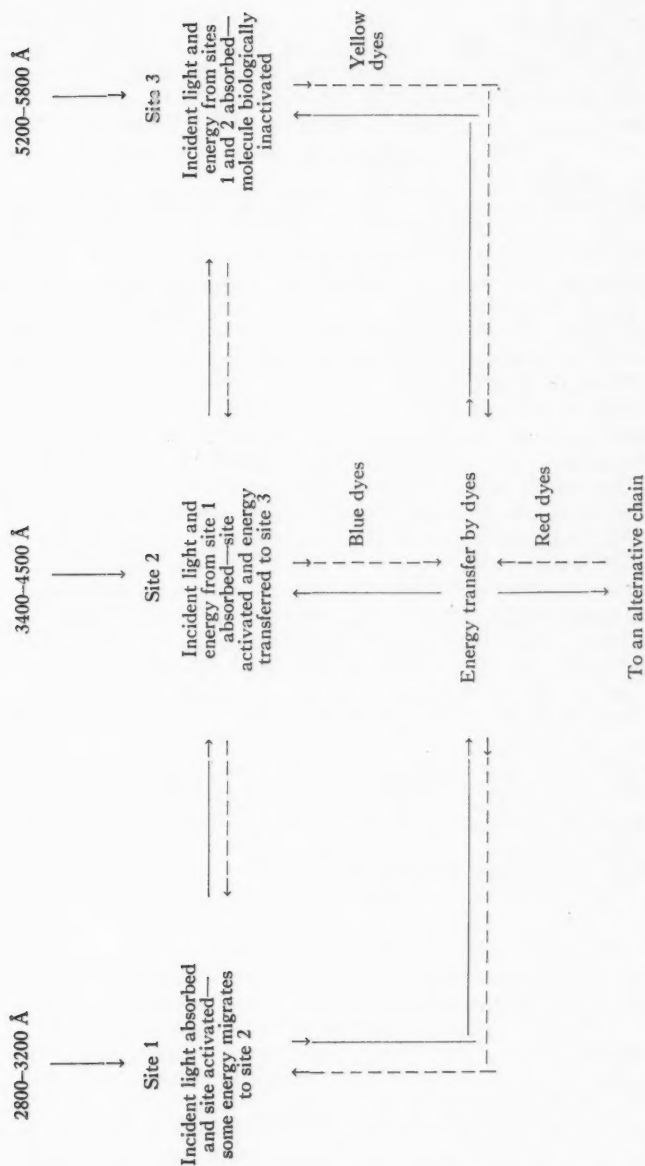 2800–3200 Å
Site 1
Incident light absorbed
and site activated—
some energy migrates
to site 2
3400–4500 Å
Site 2
Incident light and
energy from site 1
absorbed—site
activated and energy
transferred to site 3
Blue dyes
Energy transfer by dyes
Red dyes
To an alternative chain
5200–5800 Å
Site 3
Incident light and
energy from sites
1 and 2 absorbed—
molecule biologically
inactivated
Yellow
dyes